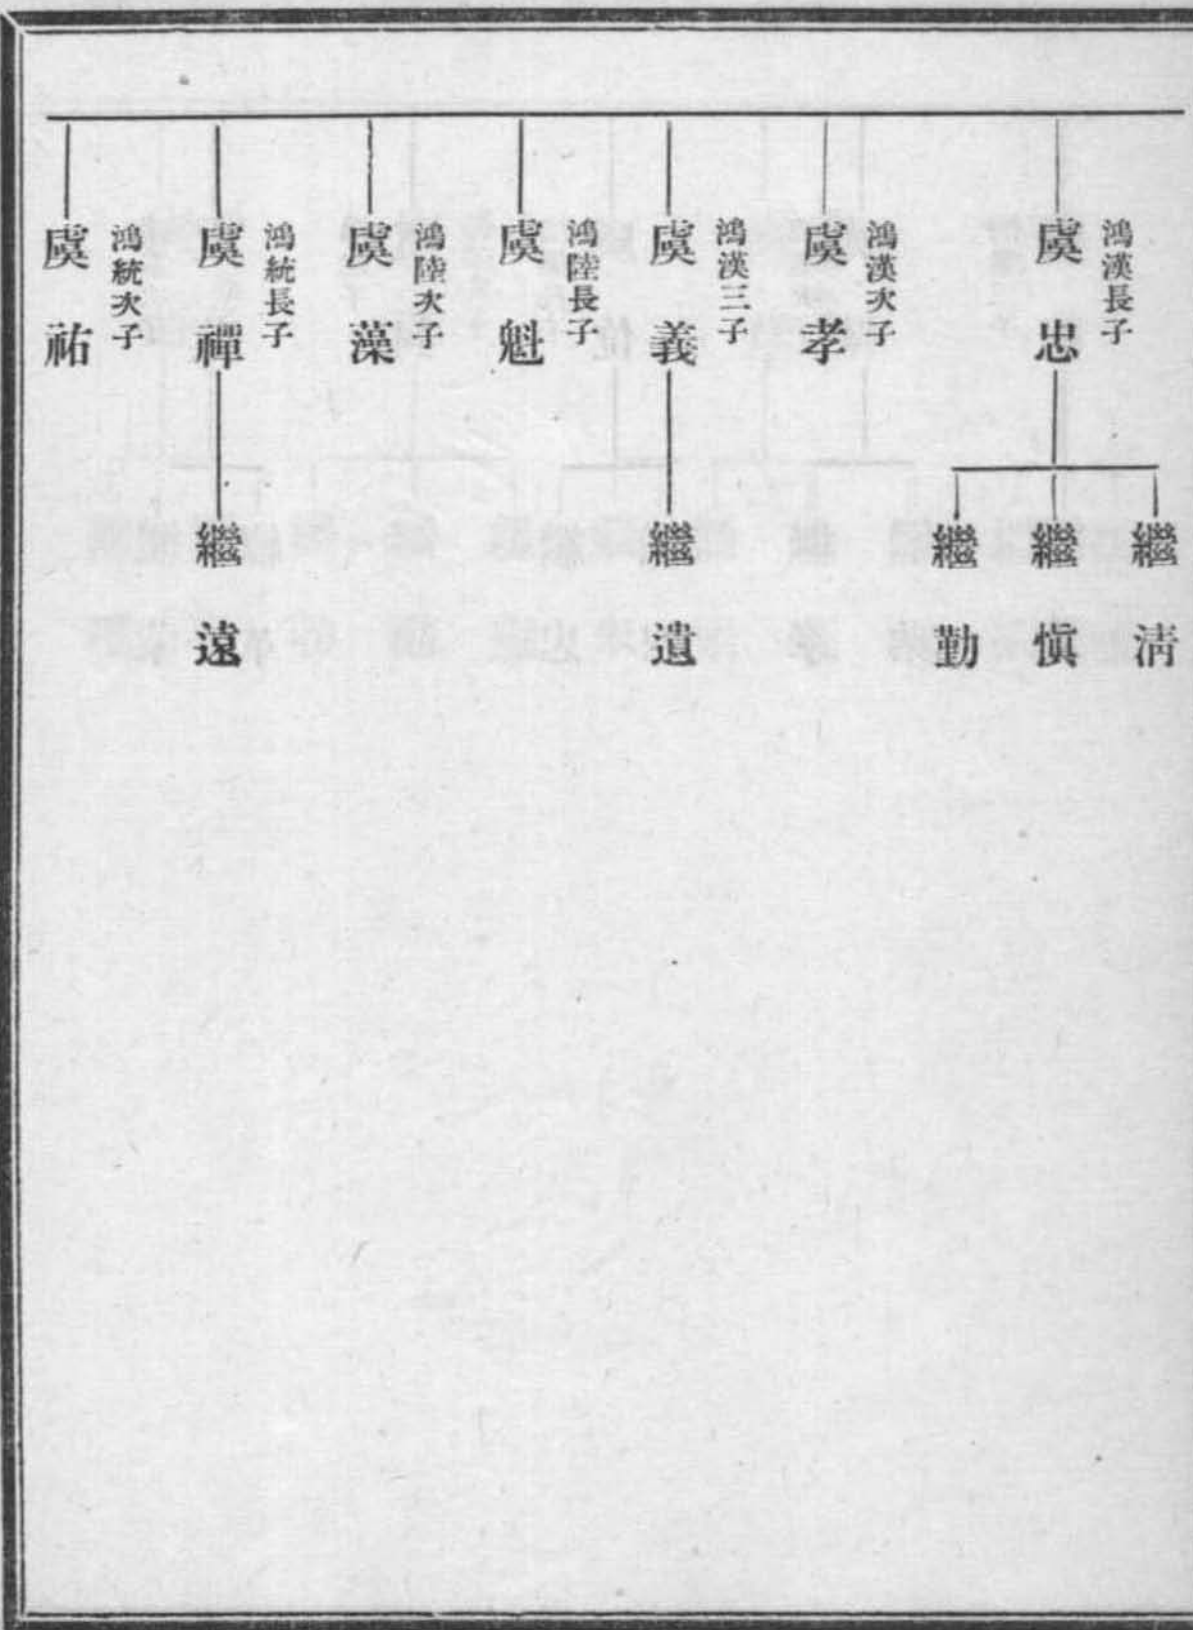 鴻漢長子
虞忠
鴻漢次子
虞孝
鴻漢三子
虞義
鴻陸長子
虞魁
鴻陸次子
虞藻
鴻統長子
虞禪
鴻統次子
虞祐
繼清
繼愼
繼勤
繼遺
繼遠